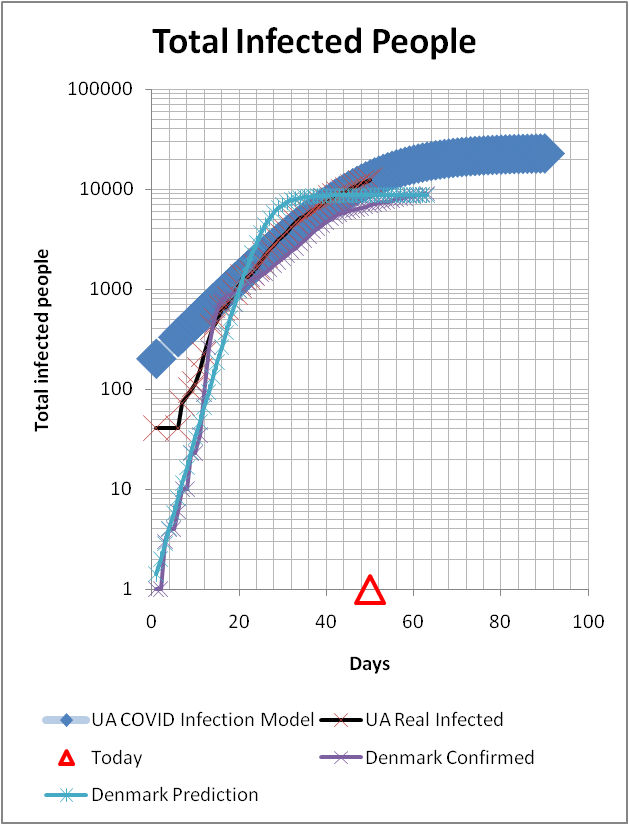 Total Infected People
100000
10000
1000
100
10
1
Total infected people
0 20 40 60 80 100
Days
UA COVID Infection Model UA Real Infected
Today Denmark Confirmed
Denmark Prediction